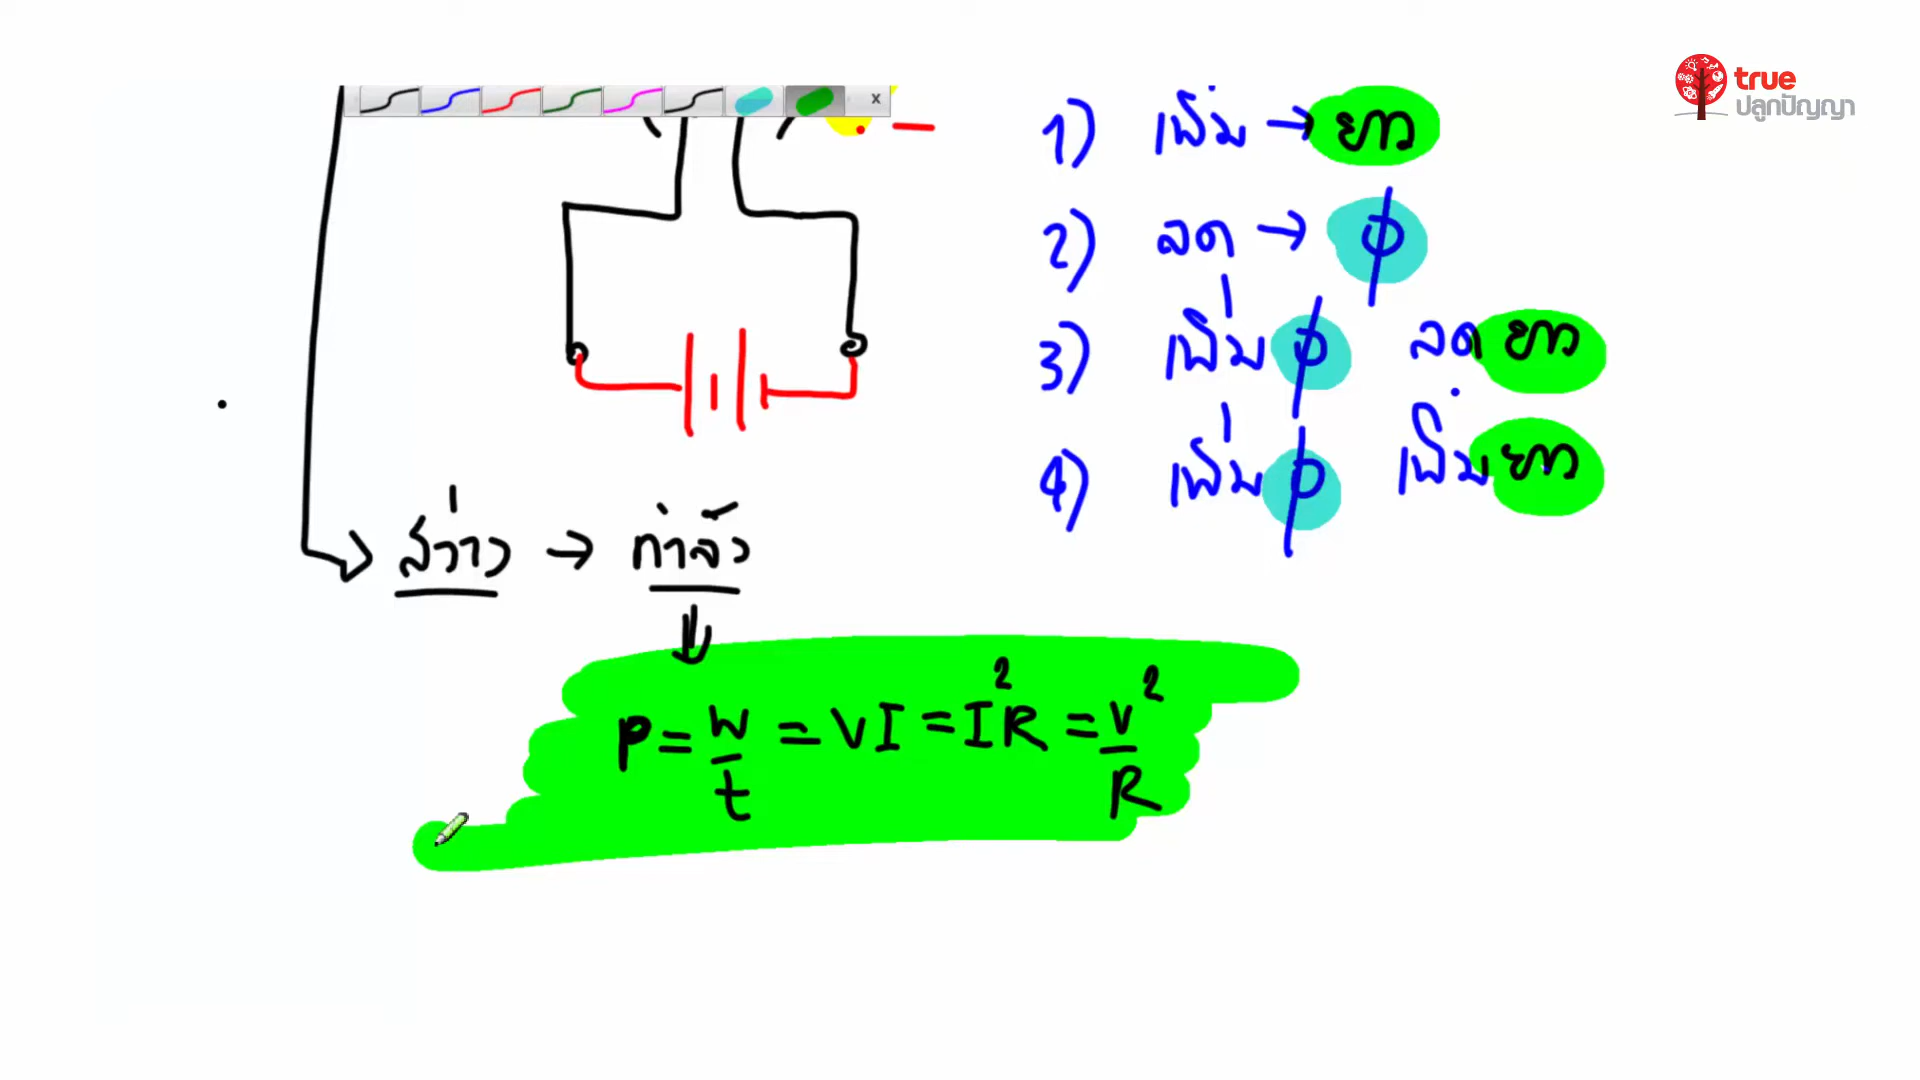 true
ปลูกปัญญา
x
1) เพิ่ม → ยาว
2) ลด → ϕ
3) เพิ่ม ϕ ลด ยาว
4) เพิ่ม ϕ เพิ่ม ยาว
สว่าง → กำลัง
P = W/t = VI = I²R = V²/R